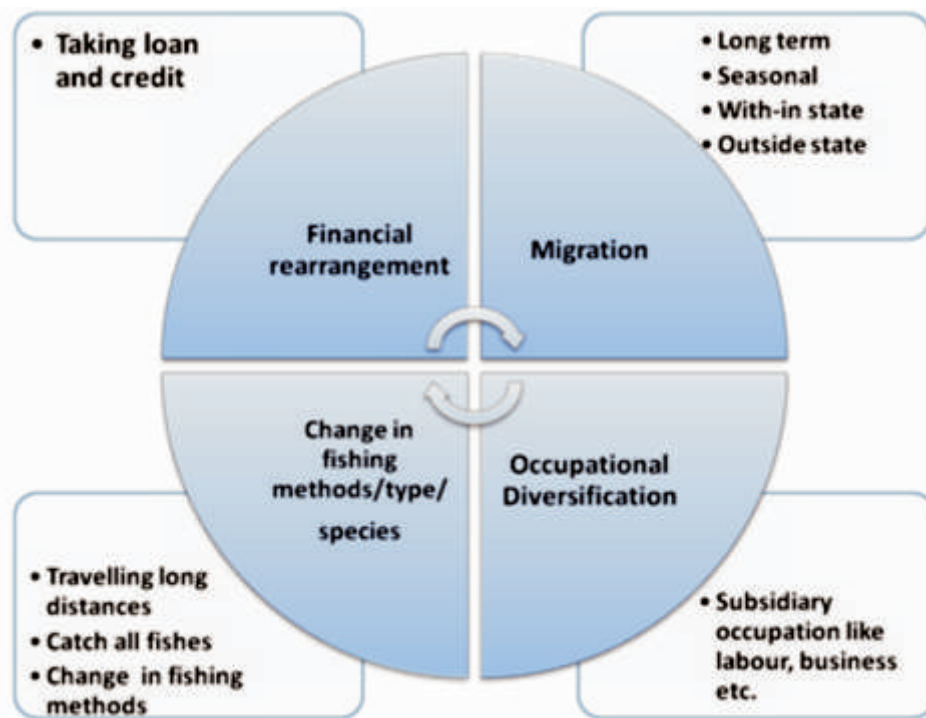 • Taking loan
and credit
• Long term
• Seasonal
• With-in state
• Outside state
Financial
rearrangement
Migration
Change in
fishing
methods/type/
species
Occupational
Diversification
• Travelling long
distances
• Catch all fishes
• Change in fishing
methods
• Subsidiary
occupation like
labour, business
etc.